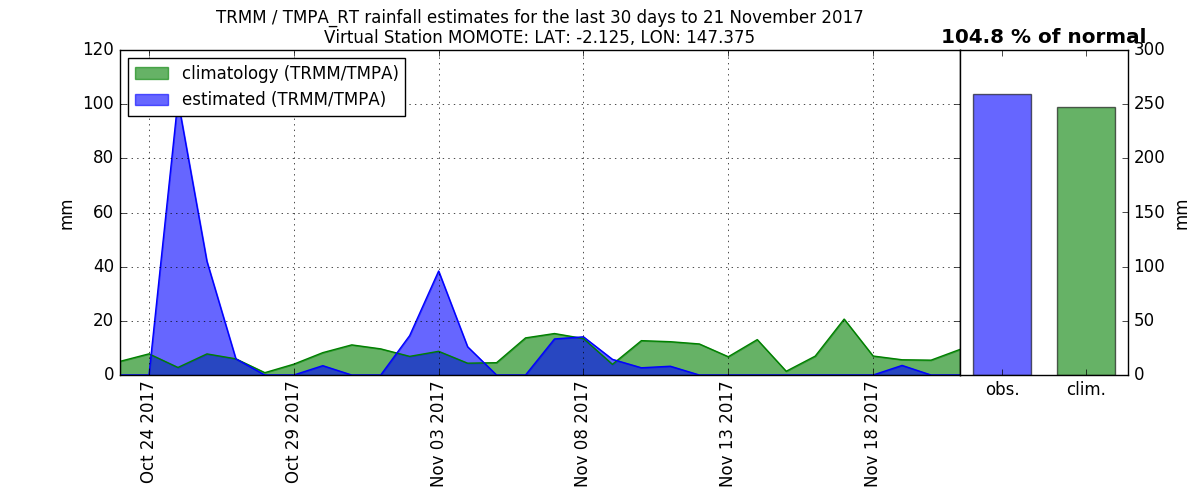 TRMM / TMPA_RT rainfall estimates for the last 30 days to 21 November 2017
Virtual Station MOMOTE: LAT: -2.125, LON: 147.375
104.8 % of normal
climatology (TRMM/TMPA)
estimated (TRMM/TMPA)
120
100
80
60
40
20
0
mm
Oct 24 2017
Oct 29 2017
Nov 03 2017
Nov 08 2017
Nov 13 2017
Nov 18 2017
300
250
200
150
100
50
0
mm
obs.
clim.